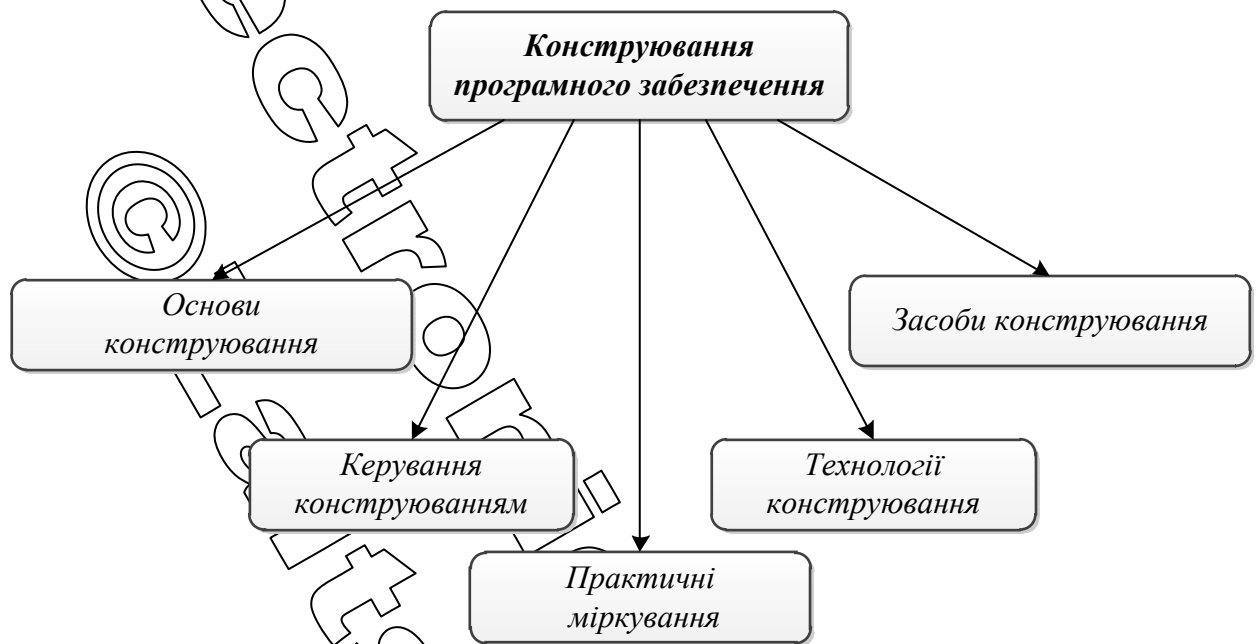 Конструювання
програмного забезпечення
Основи
конструювання
Засоби конструювання
Керування
конструюванням
Технології
конструювання
Практичні
міркування